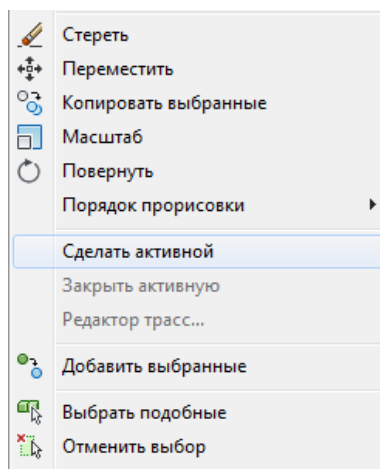 Стереть
Переместить
Копировать выбранные
Масштаб
Повернуть
Порядок прорисовки
Сделать активной
Закрыть активную
Редактор трасс...
Добавить выбранные
Выбрать подобные
Отменить выбор